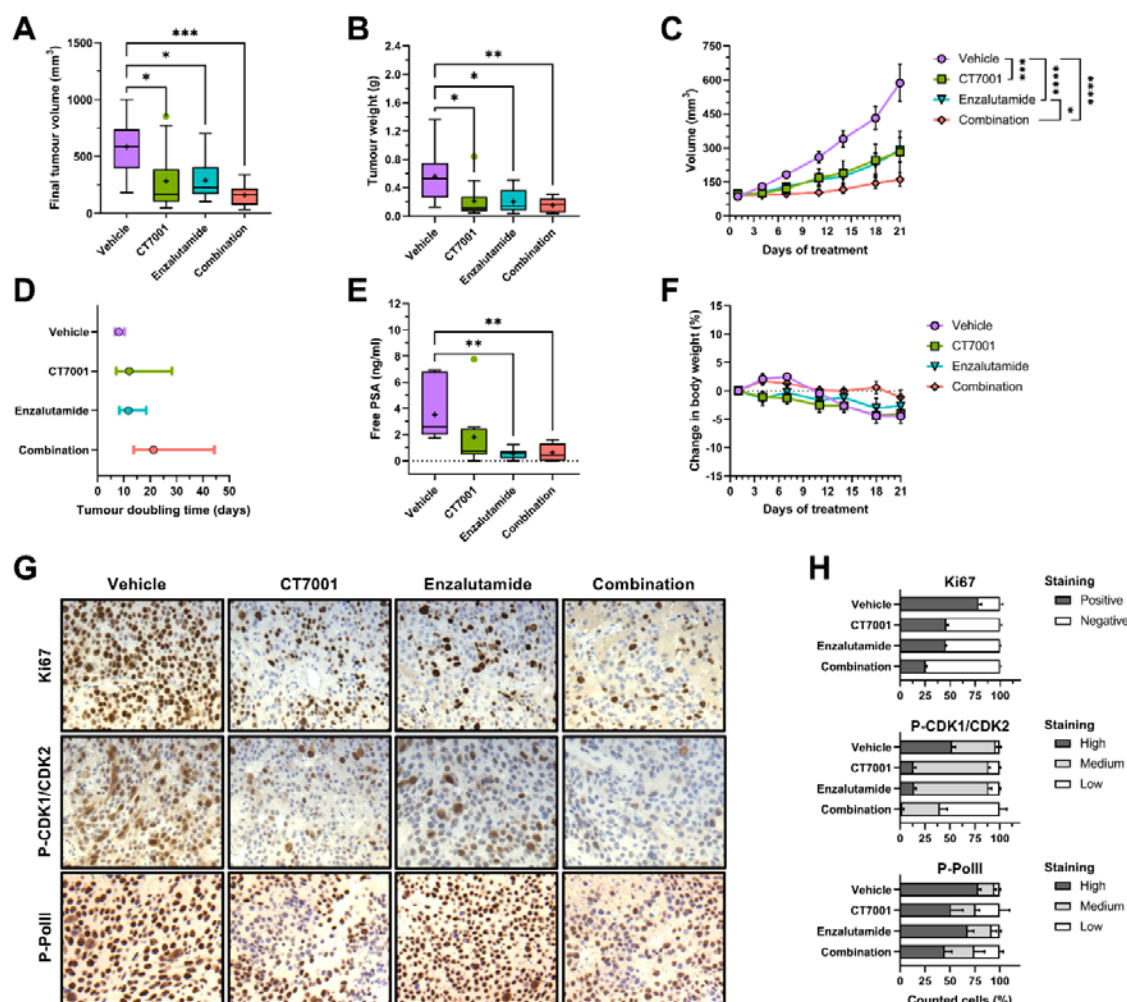 A
Final tumour volume (mm³)
1500
1000
500
0
***
*
*
Vehicle
CT7001
Enzalutamide
Combination
B
Tumour weight (g)
2.4
2.0
1.6
1.2
0.8
0.4
0.0
**
*
*
Vehicle
CT7001
Enzalutamide
Combination
C
Volume (mm³)
750
600
450
300
150
0
0 3 6 9 12 15 18 21
Days of treatment
Vehicle
CT7001
Enzalutamide
Combination
***
****
*
****
D
Vehicle
CT7001
Enzalutamide
Combination
0 10 20 30 40 50
Tumour doubling time (days)
E
Free PSA (ng/ml)
12
10
8
6
4
2
0
**
**
Vehicle
CT7001
Enzalutamide
Combination
F
Change in body weight (%)
15
10
5
0
-5
-10
-15
0 3 6 9 12 15 18 21
Days of treatment
Vehicle
CT7001
Enzalutamide
Combination
G
Vehicle CT7001 Enzalutamide Combination
Ki67
P-CDK1/CDK2
P-PolII
H
Ki67
Vehicle
CT7001
Enzalutamide
Combination
0 25 50 75 100
Staining
Positive
Negative
P-CDK1/CDK2
Vehicle
CT7001
Enzalutamide
Combination
0 25 50 75 100
Staining
High
Medium
Low
P-PolII
Vehicle
CT7001
Enzalutamide
Combination
0 25 50 75 100
Counted cells (%)
Staining
High
Medium
Low